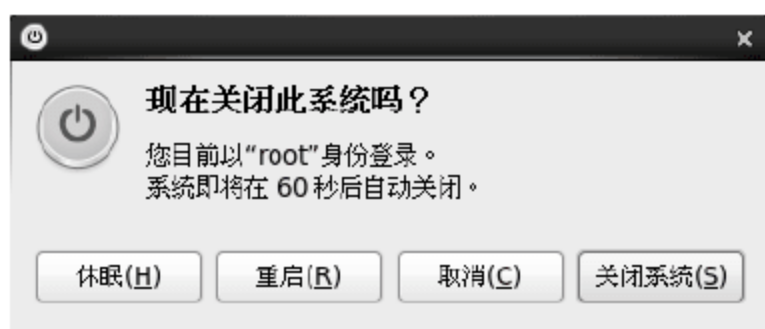 现在关闭此系统吗？
您目前以“root”身份登录。
系统即将在 60 秒后自动关闭。
休眠(H) 重启(R) 取消(C) 关闭系统(S)